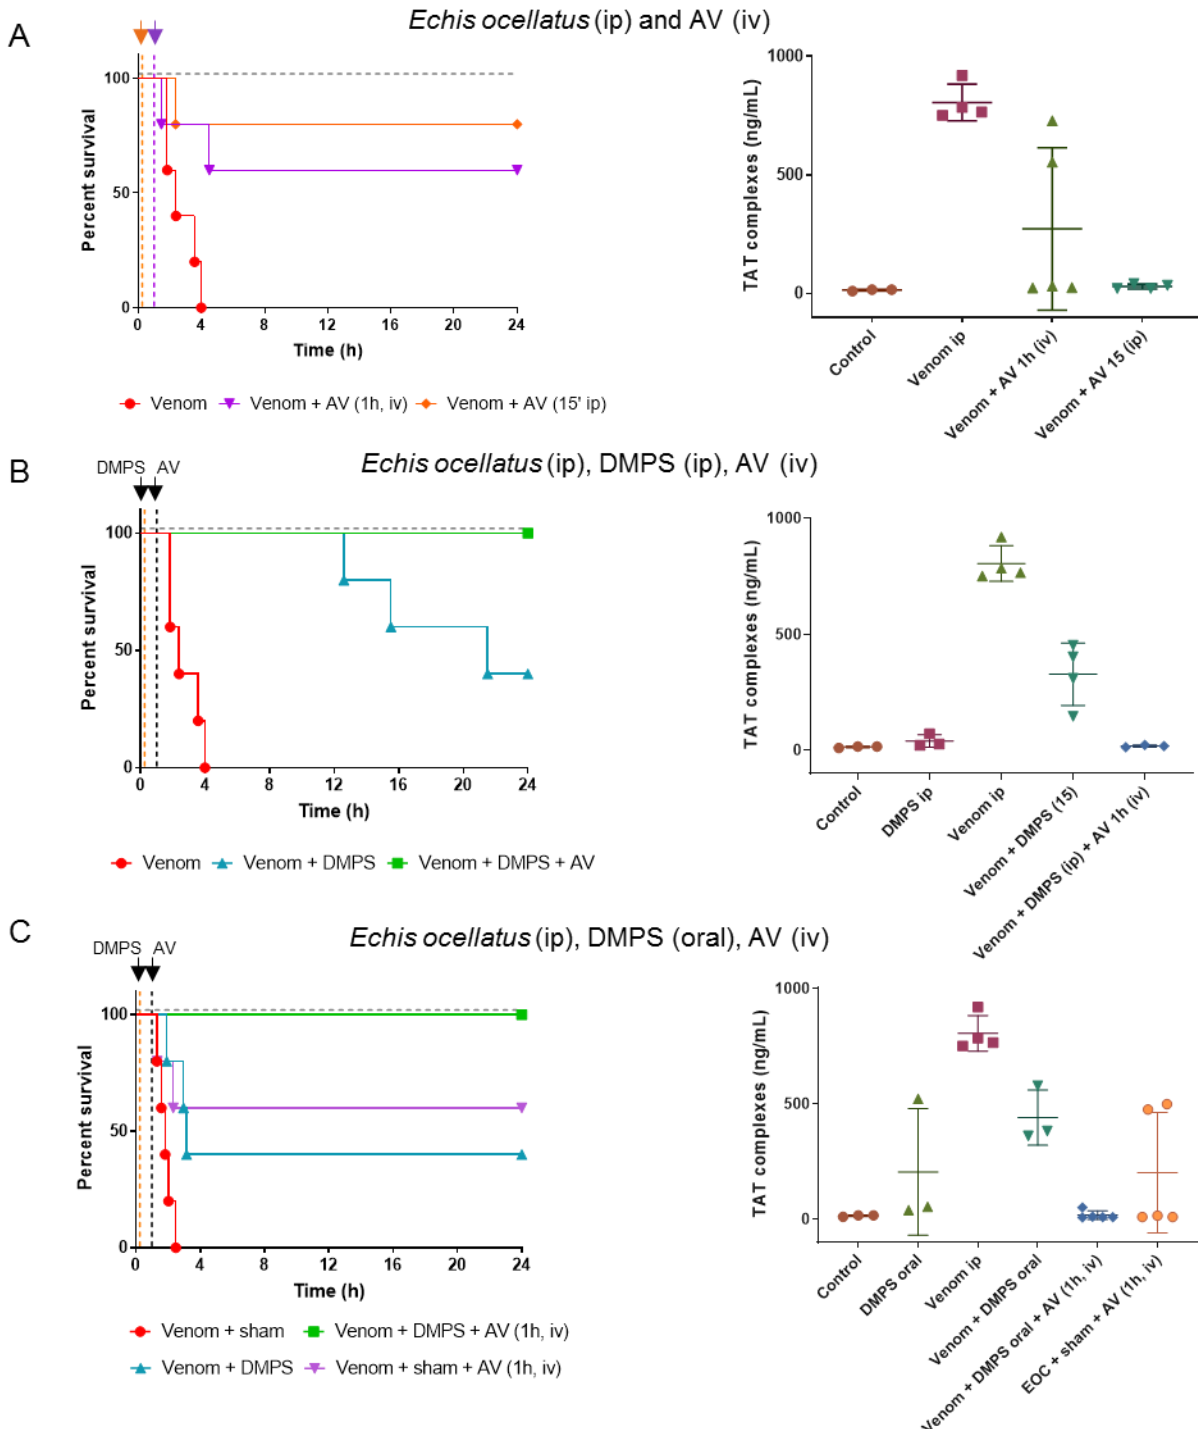 A
Echis ocellatus (ip) and AV (iv)
Percent survival
100
50
0
0 4 8 12 16 20 24
Time (h)
Venom Venom + AV (1h, iv) Venom + AV (15' ip)
TAT complexes (ng/mL)
1000
500
0
Control
Venom ip
Venom + AV 1h (iv)
Venom + AV 15 (ip)
B
Echis ocellatus (ip), DMPS (ip), AV (iv)
DMPS AV
Percent survival
100
50
0
0 4 8 12 16 20 24
Time (h)
Venom Venom + DMPS Venom + DMPS + AV
TAT complexes (ng/mL)
1000
500
0
Control
DMPS ip
Venom ip
Venom + DMPS (15)
Venom + DMPS (ip) + AV 1h (iv)
C
Echis ocellatus (ip), DMPS (oral), AV (iv)
DMPS AV
Percent survival
100
50
0
0 4 8 12 16 20 24
Time (h)
Venom + sham Venom + DMPS + AV (1h, iv)
Venom + DMPS Venom + sham + AV (1h, iv)
TAT complexes (ng/mL)
1000
500
0
Control
DMPS oral
Venom ip
Venom + DMPS oral
Venom + DMPS oral + AV (1h, iv)
EOC + sham + AV (1h, iv)